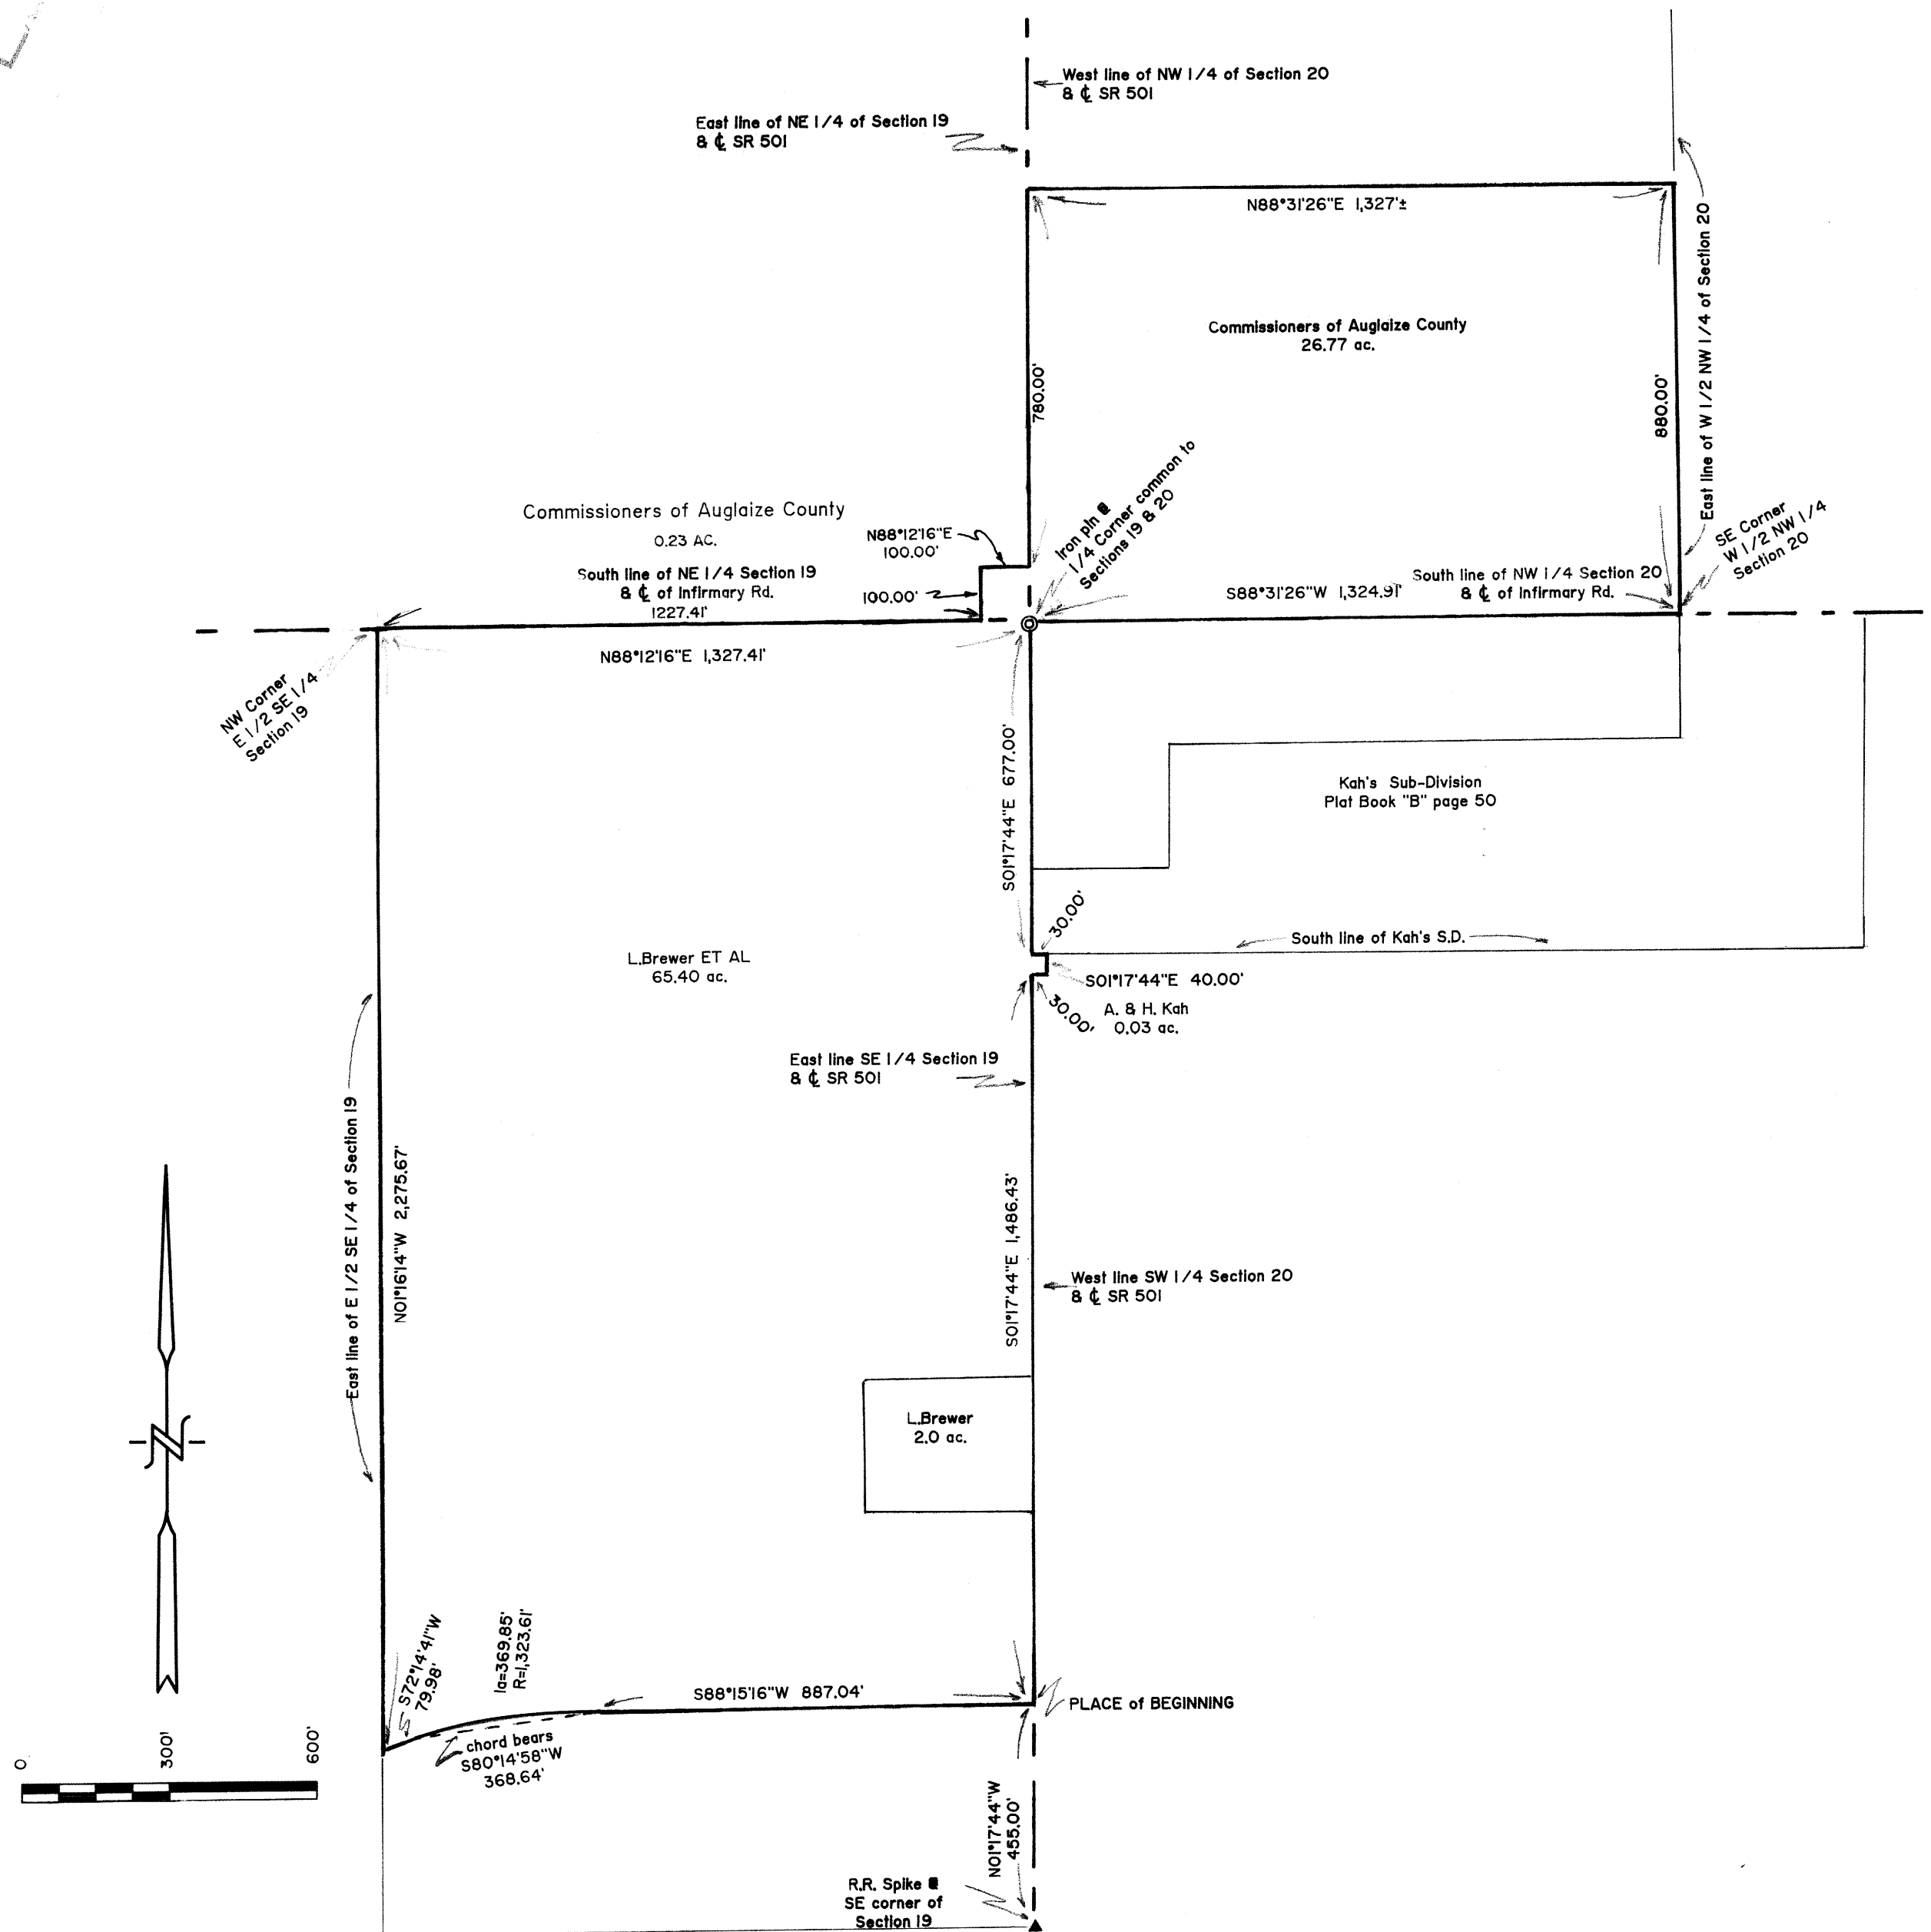 West line of NW 1/4 of Section 20
& ℄ SR 501
East line of NE 1/4 of Section 19
& ℄ SR 501
N88°31'26"E 1,327'±
East line of W 1/2 NW 1/4 of Section 20
Commissioners of Auglaize County
26.77 ac.
780.00'
880.00'
Iron pin @
1/4 Corner common to
Sections 19 & 20
Commissioners of Auglaize County
0.23 AC.
N88°12'16"E
100.00'
SE Corner
W 1/2 NW 1/4
Section 20
South line of NE 1/4 Section 19
& ℄ of Infirmary Rd.
1227.41'
100.00'
S88°31'26"W 1,324.91'
South line of NW 1/4 Section 20
& ℄ of Infirmary Rd.
N88°12'16"E 1,327.41'
NW Corner
E 1/2 SE 1/4
Section 19
S01°17'44"E 677.00'
Kah's Sub-Division
Plat Book "B" page 50
30.00'
South line of Kah's S.D.
L.Brewer ET AL
65.40 ac.
S01°17'44"E 40.00'
30.00'
A. & H. Kah
0.03 ac.
East line SE 1/4 Section 19
& ℄ SR 501
East line of E 1/2 SE 1/4 of Section 19
N01°16'14"W 2,275.67'
S01°17'44"E 1,486.43'
West line SW 1/4 Section 20
& ℄ SR 501
L.Brewer
2.0 ac.
N
S72°14'41"W
79.98'
la=369.85'
R=1,323.61'
S88°15'16"W 887.04'
PLACE of BEGINNING
chord bears
S80°14'58"W
368.64'
0
300'
600'
N01°17'44"W
455.00'
R.R. Spike @
SE corner of
Section 19